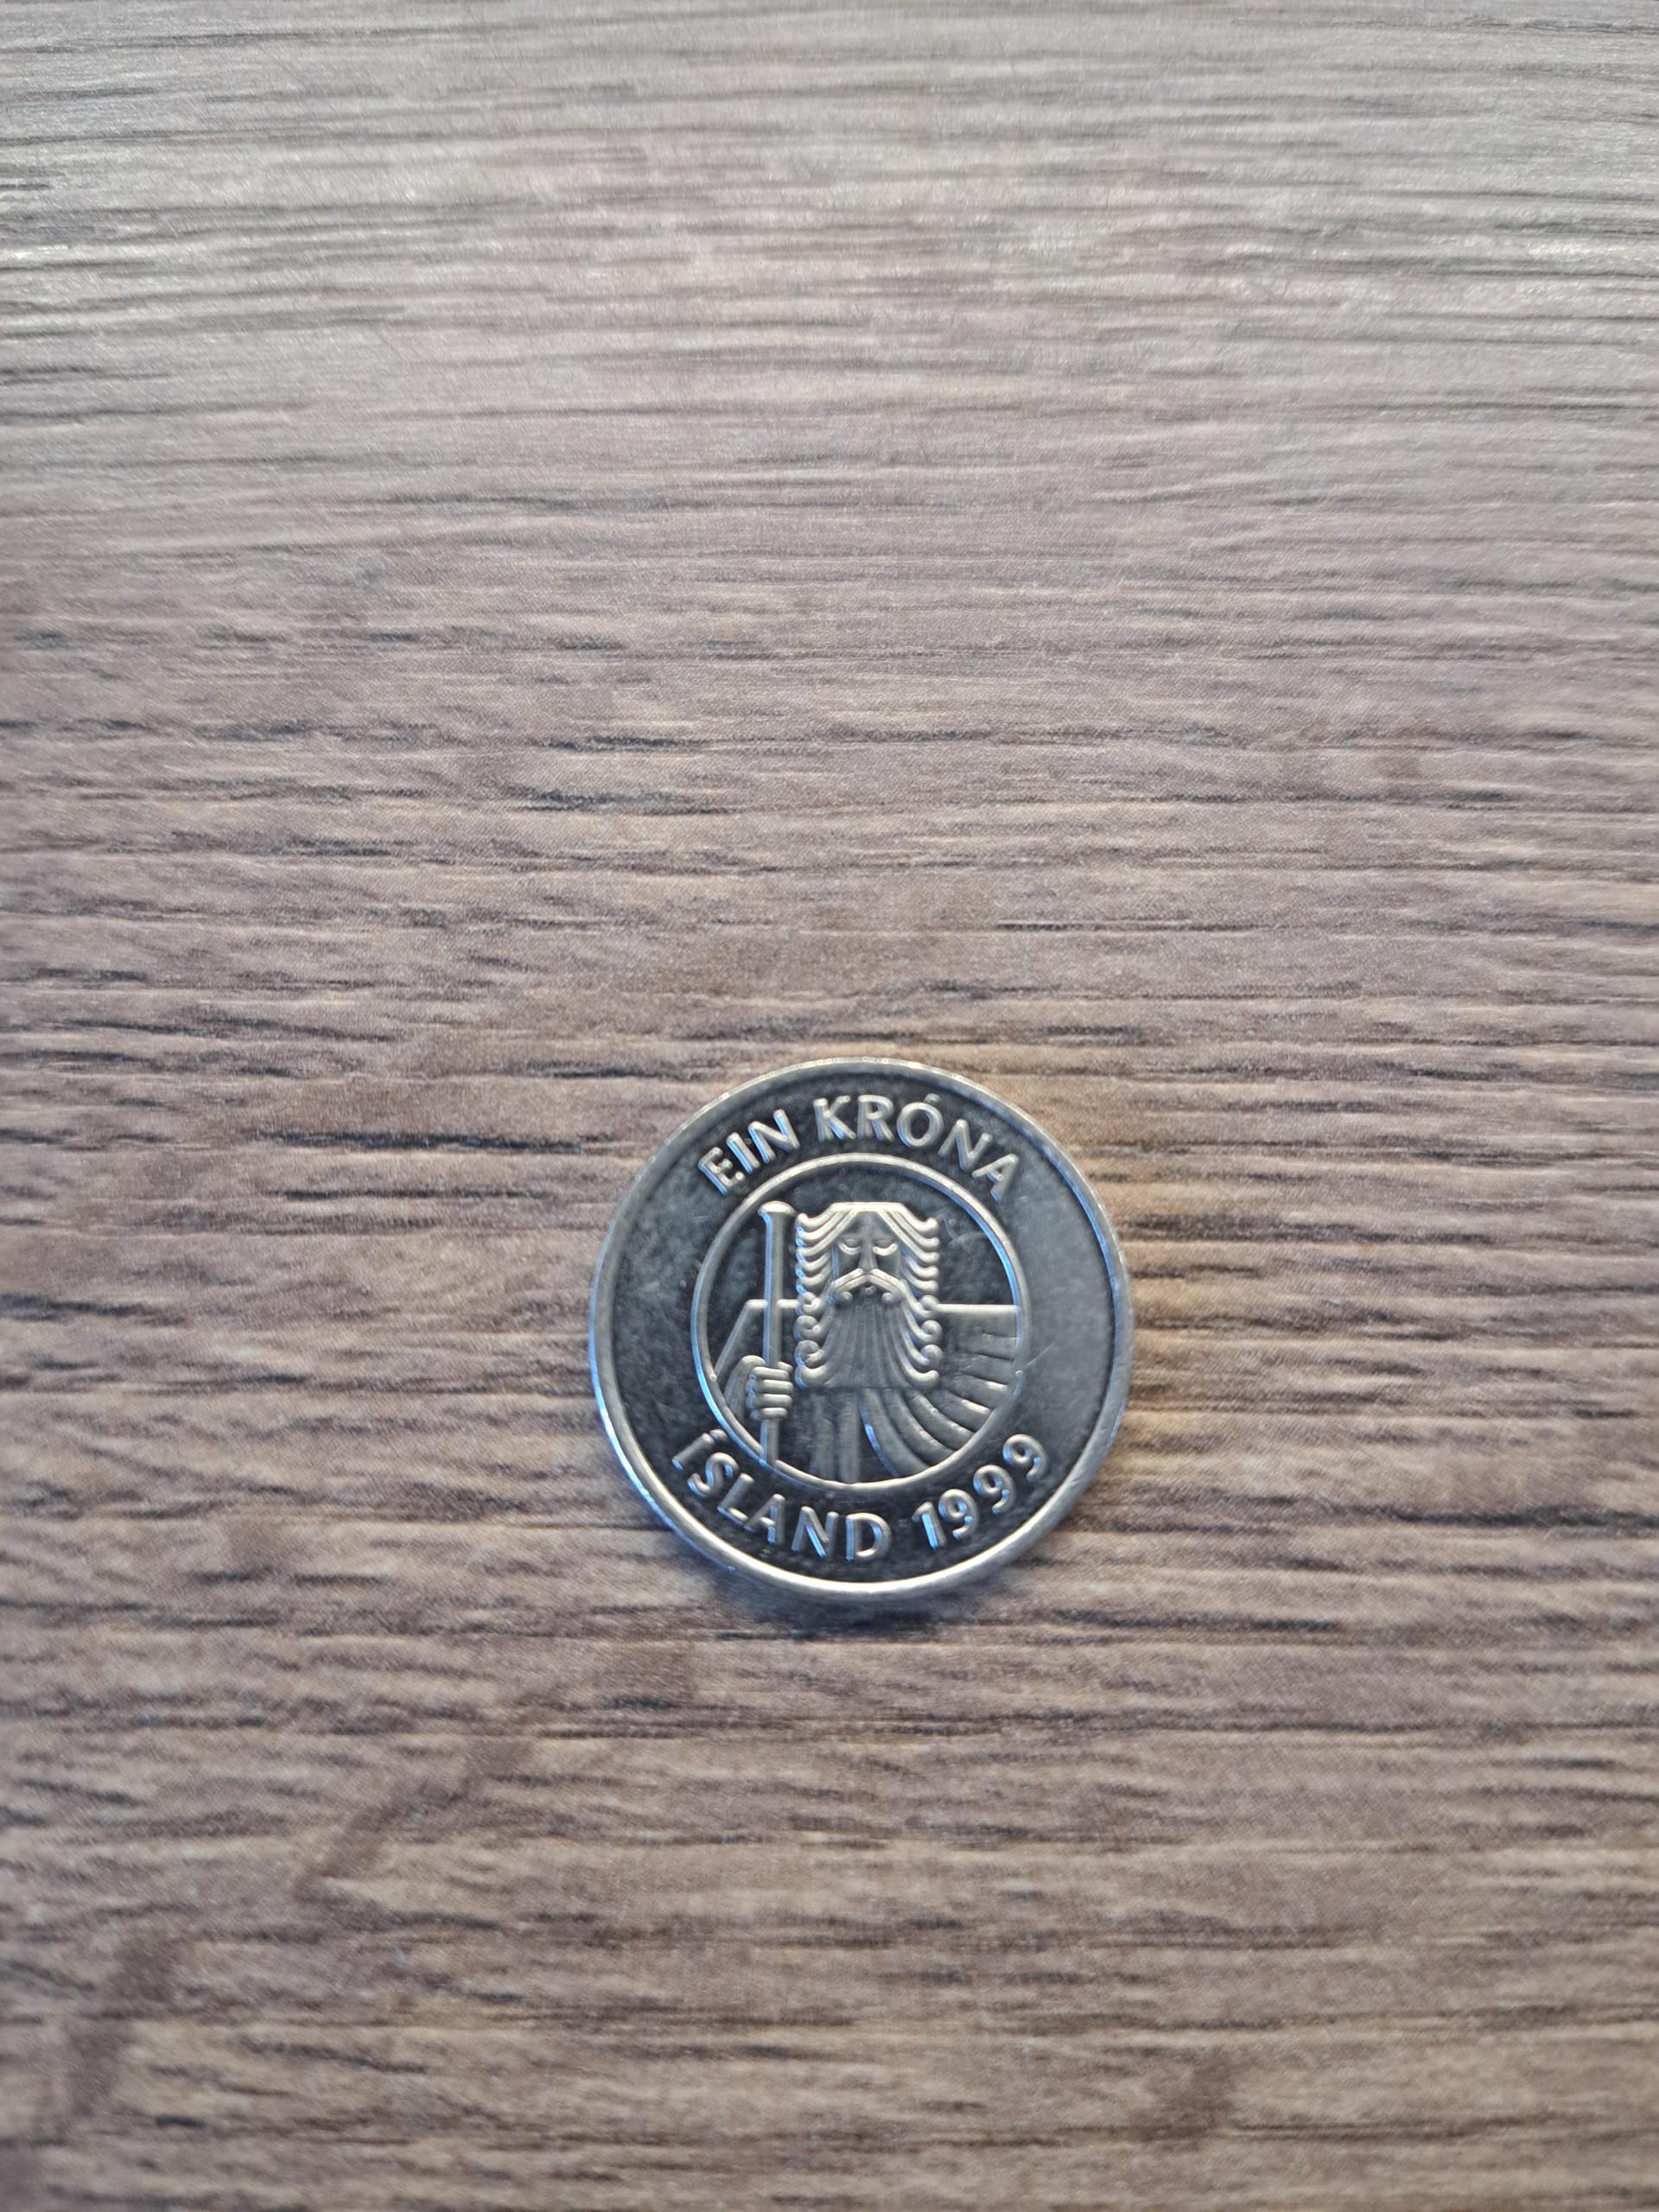 EIN KRÓNA
ÍSLAND 1999